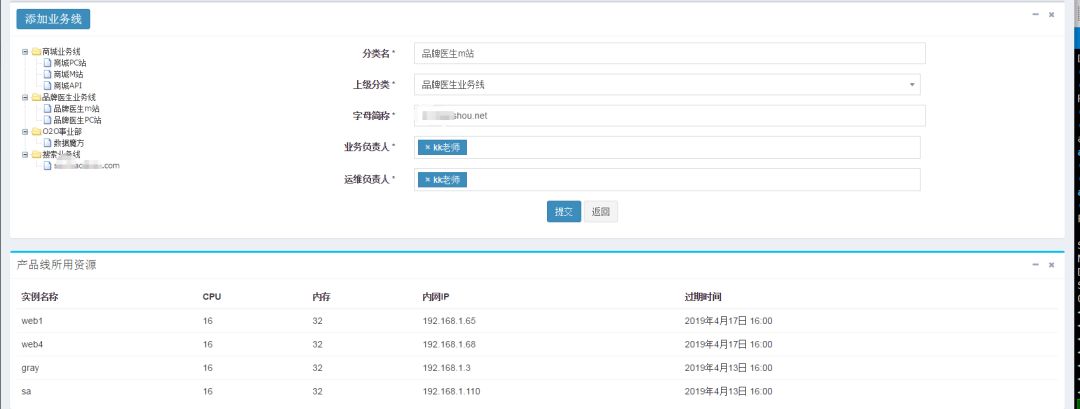 添加业务线
商城业务线
商城PC站
商城M站
商城API
品牌医生业务线
品牌医生m站
品牌医生PC站
O2O事业部
数据魔方
搜索业务线
.com
分类名 * 品牌医生m站
上级分类 * 品牌医生业务线
字母简称 * shou.net
业务负责人 * × kk老师
运维负责人 * × kk老师
提交 返回
产品线所用资源
实例名称 CPU 内存 内网IP 过期时间
web1 16 32 192.168.1.65 2019年4月17日 16:00
web4 16 32 192.168.1.68 2019年4月17日 16:00
gray 16 32 192.168.1.3 2019年4月13日 16:00
sa 16 32 192.168.1.110 2019年4月13日 16:00